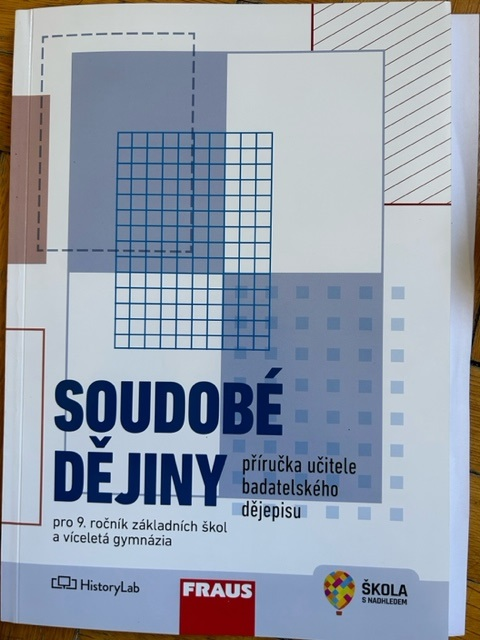 SOUDOBÉ
DĚJINY
příručka učitele
badatelského
dějepisu
pro 9. ročník základních škol
a víceletá gymnázia
HistoryLab
FRAUS
ŠKOLA
S NADHLEDEM